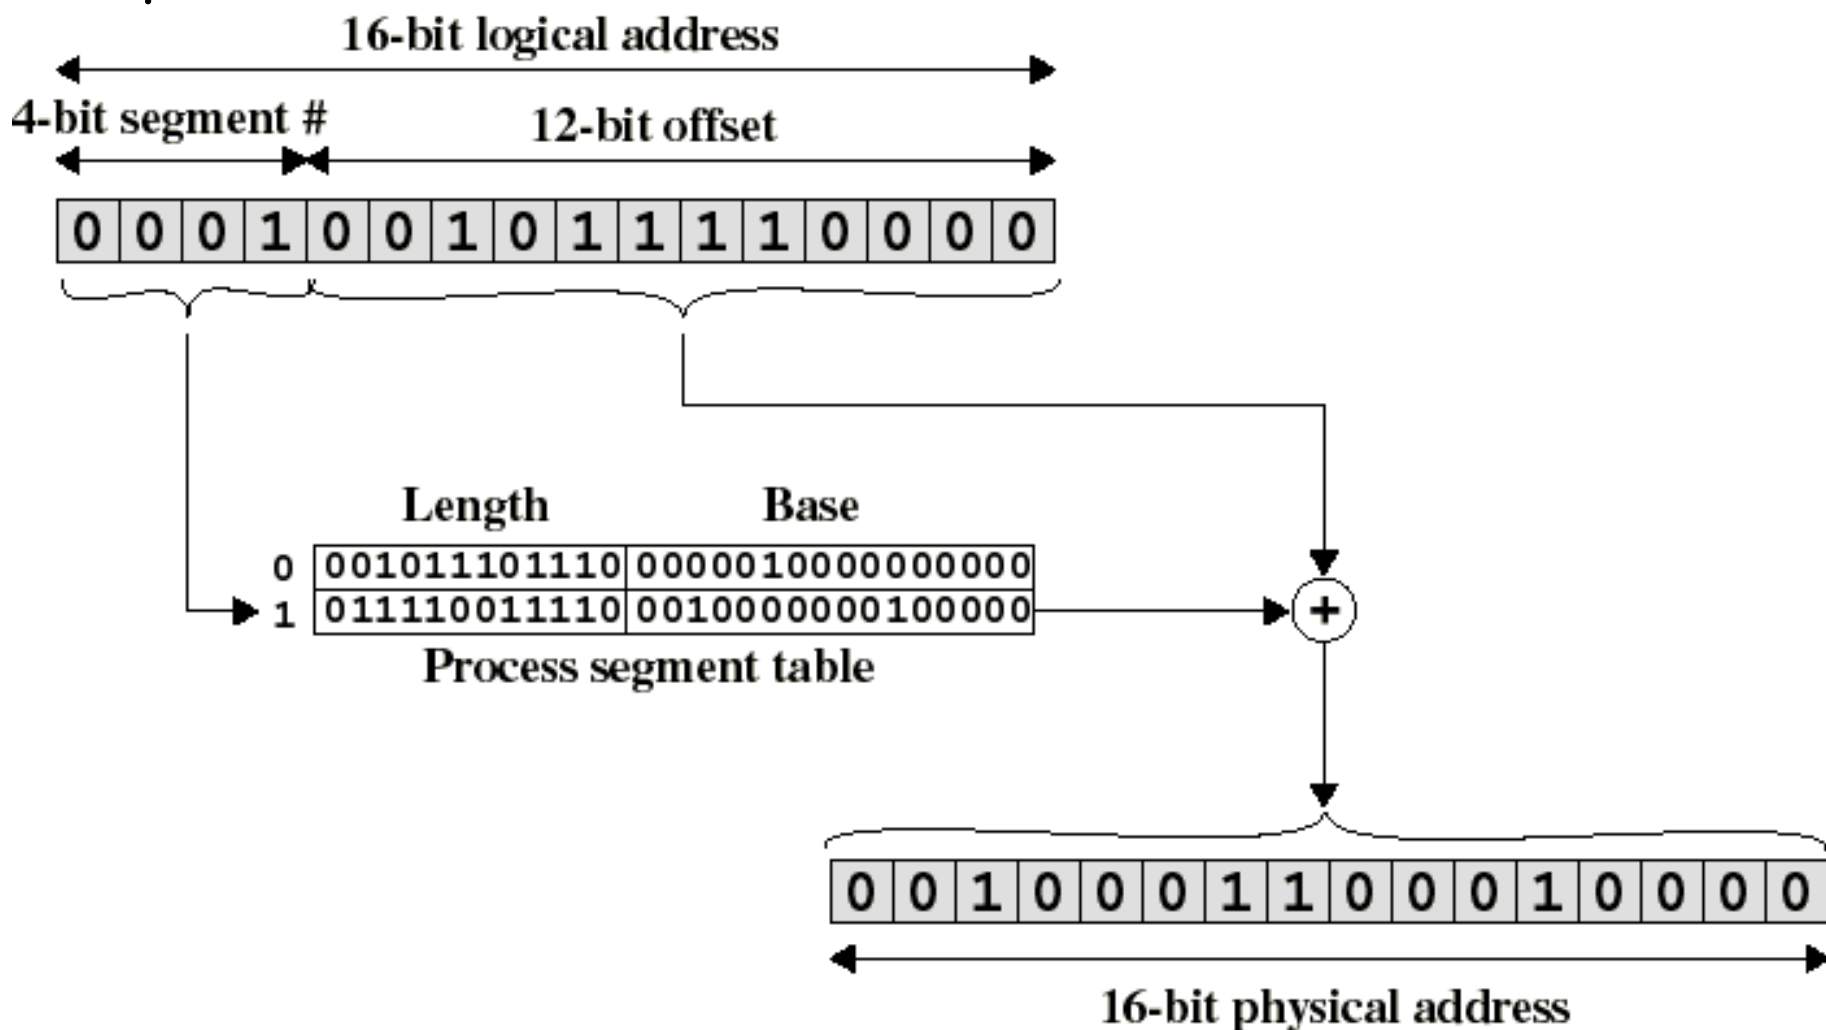 16-bit logical address
4-bit segment # 12-bit offset
0 0 0 1 0 0 1 0 1 1 1 1 0 0 0 0
Length Base
0 001011101110 0000010000000000
1 011110011110 0010000000100000
+
Process segment table
0 0 1 0 0 0 1 1 0 0 0 1 0 0 0 0
16-bit physical address